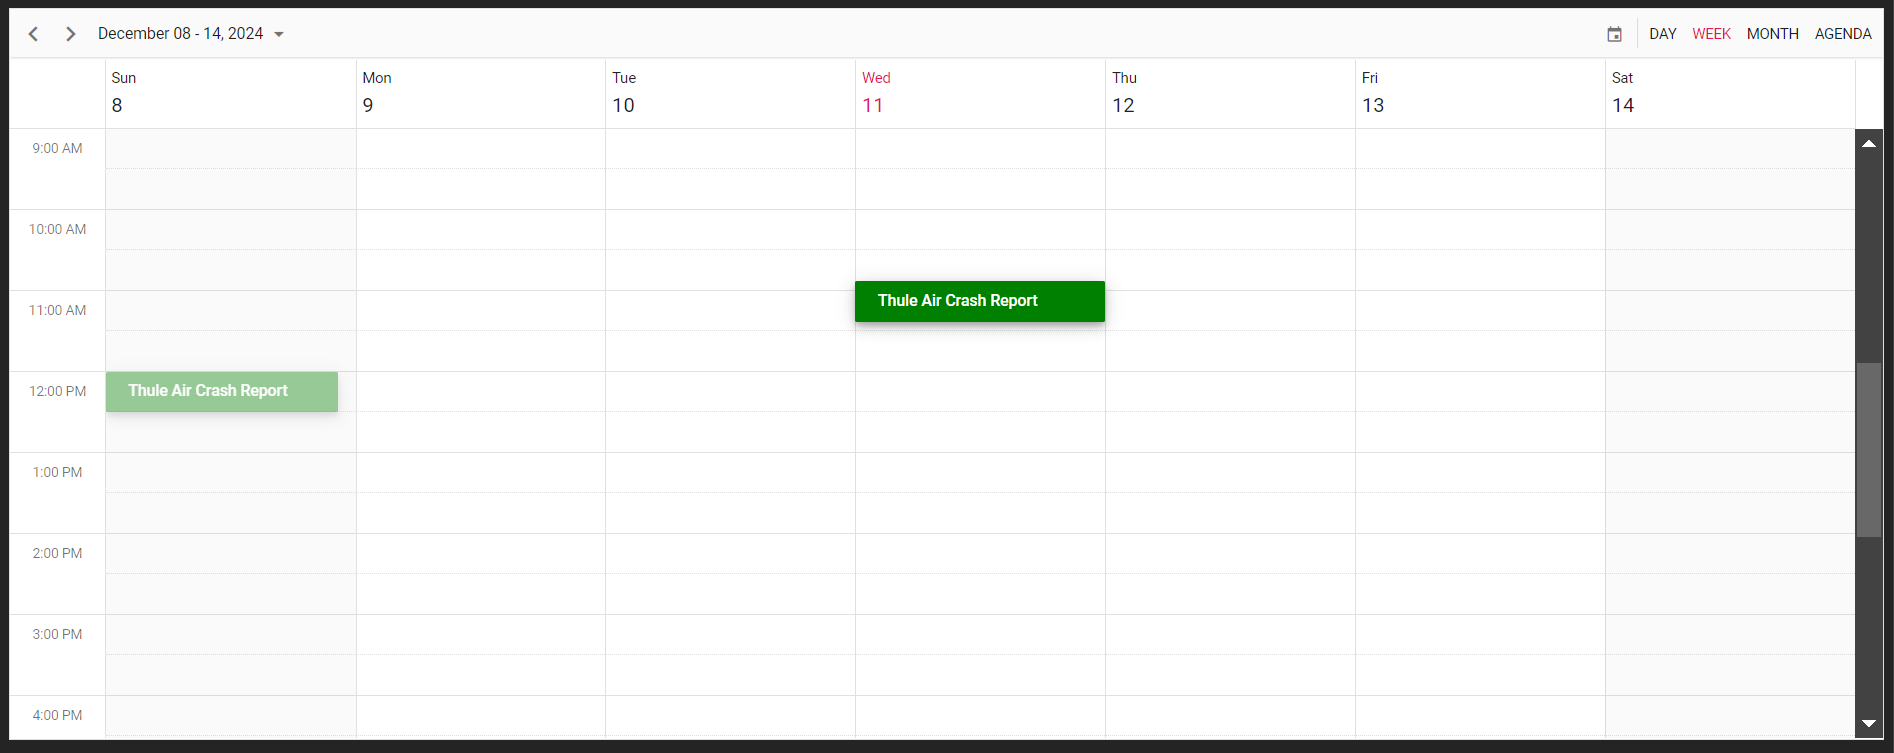 December 08 - 14, 2024
DAY WEEK MONTH AGENDA
Sun Mon Tue Wed Thu Fri Sat
8 9 10 11 12 13 14
9:00 AM
10:00 AM
Thule Air Crash Report
11:00 AM
12:00 PM
Thule Air Crash Report
1:00 PM
2:00 PM
3:00 PM
4:00 PM